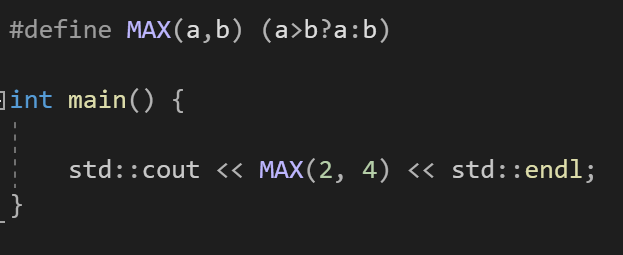 #define MAX(a,b) (a>b?a:b)
int main() {
std::cout << MAX(2, 4) << std::endl;
}